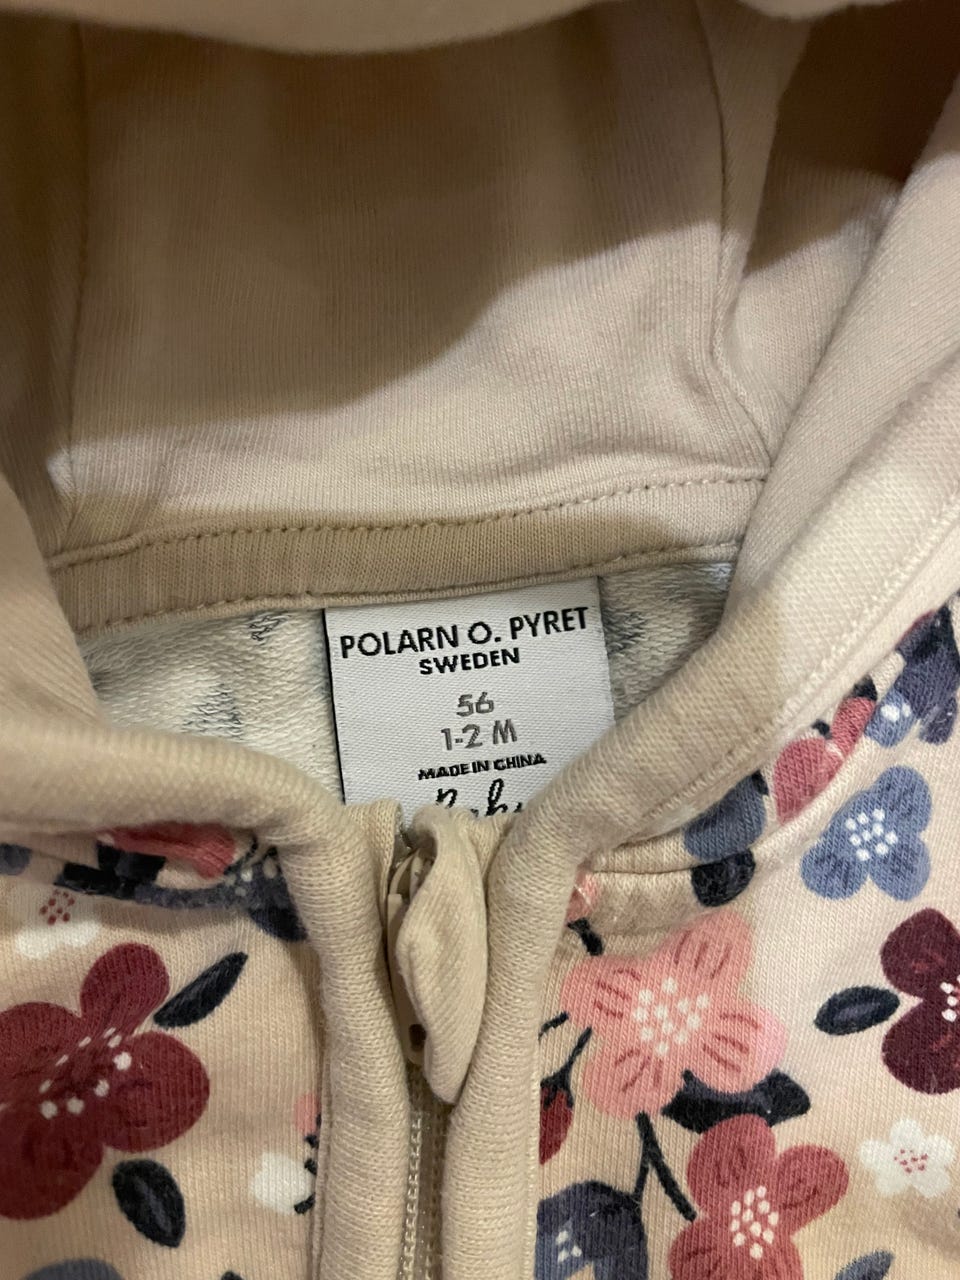 POLARN O. PYRET
SWEDEN
56
1-2 M
MADE IN CHINA